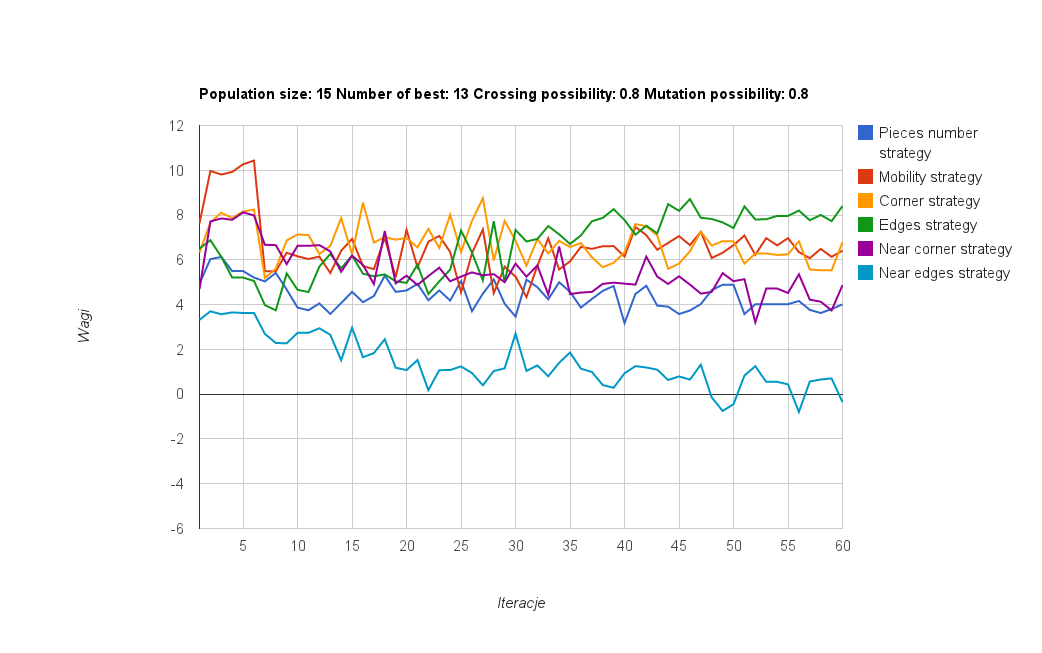 Population size: 15 Number of best: 13 Crossing possibility: 0.8 Mutation possibility: 0.8
12
10
8
6
4
2
0
-2
-4
-6
Wagi
5 10 15 20 25 30 35 40 45 50 55 60
Iteracje
Pieces number
strategy
Mobility strategy
Corner strategy
Edges strategy
Near corner strategy
Near edges strategy